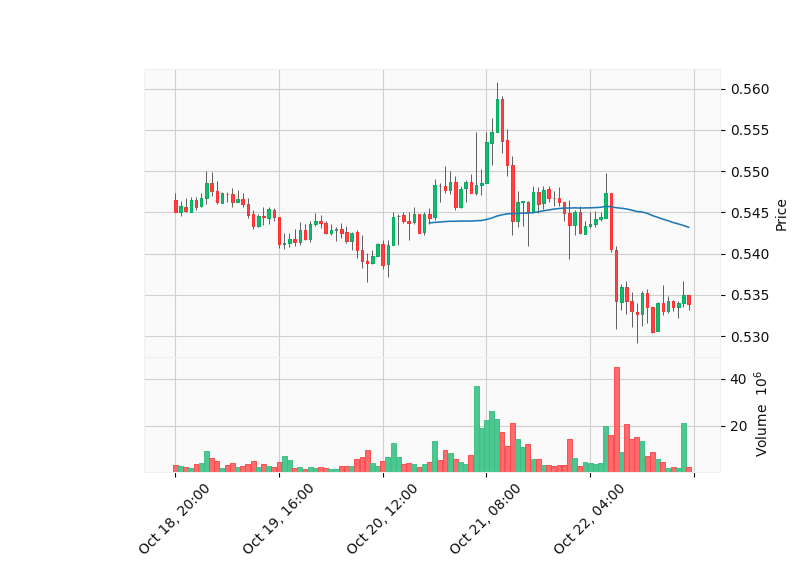 0.560
0.555
0.550
0.545
0.540
0.535
0.530
Price
40
20
Volume 10^6
Oct 18, 20:00
Oct 19, 16:00
Oct 20, 12:00
Oct 21, 08:00
Oct 22, 04:00